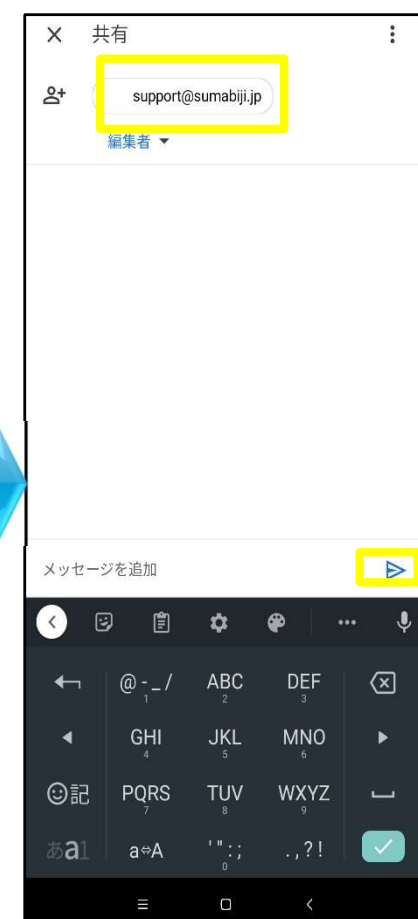 共有
support@sumabiji.jp
編集者
メッセージを追加
@-_/ ABC DEF
1 2 3
GHI JKL MNO
4 5 6
記 PQRS TUV WXYZ
7 8 9
あa1 a⇔A '":; .,?!
0